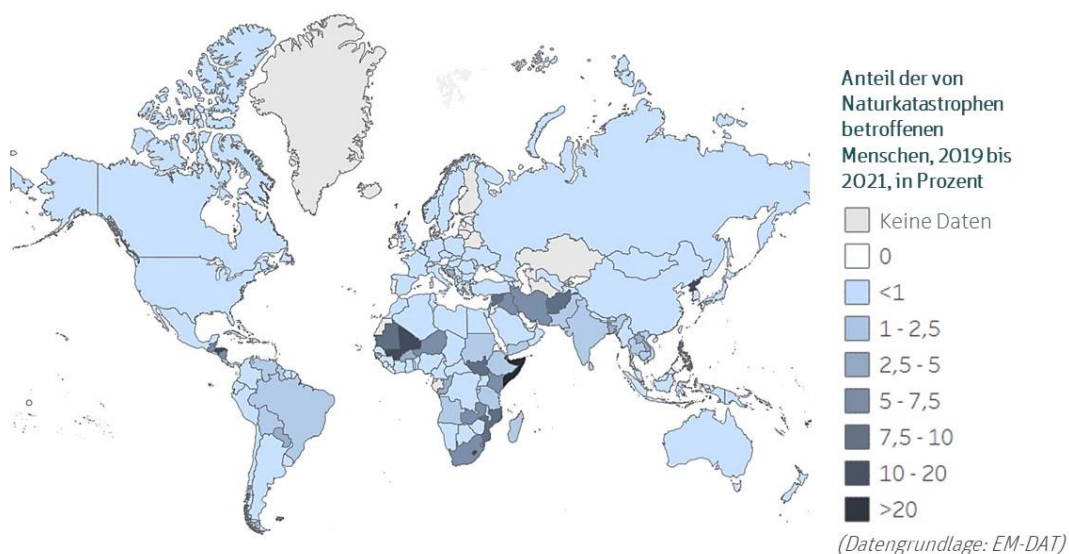 Anteil der von
Naturkatastrophen
betroffenen
Menschen, 2019 bis
2021, in Prozent
Keine Daten
0
<1
1 - 2,5
2,5 - 5
5 - 7,5
7,5 - 10
10 - 20
>20
(Datengrundlage: EM-DAT)